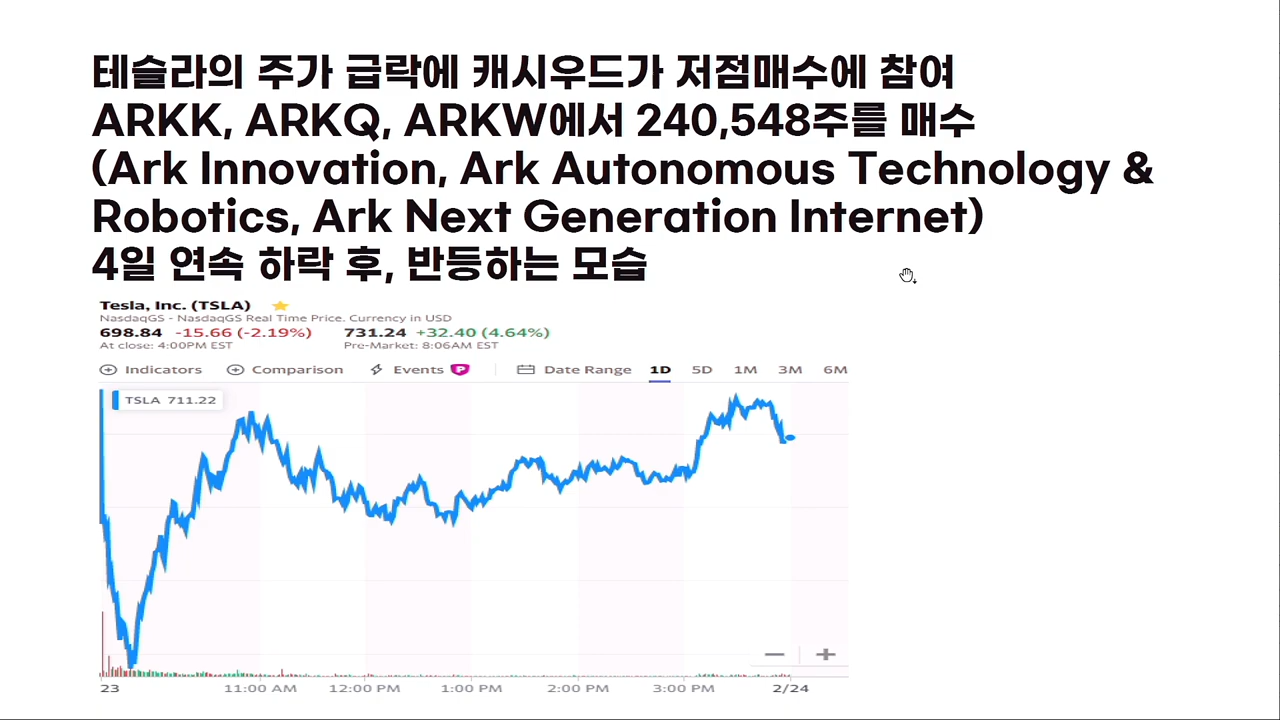 테슬라의 주가 급락에 캐시우드가 저점매수에 참여
ARKK, ARKQ, ARKW에서 240,548주를 매수
(Ark Innovation, Ark Autonomous Technology &
Robotics, Ark Next Generation Internet)
4일 연속 하락 후, 반등하는 모습
Tesla, Inc. (TSLA)
NasdaqGS - NasdaqGS Real Time Price. Currency in USD
698.84 -15.66 (-2.19%) 731.24 +32.40 (4.64%)
At close: 4:00PM EST Pre-Market: 8:06AM EST
Indicators Comparison Events P Date Range 1D 5D 1M 3M 6M
TSLA 711.22
23 11:00 AM 12:00 PM 1:00 PM 2:00 PM 3:00 PM 2/24